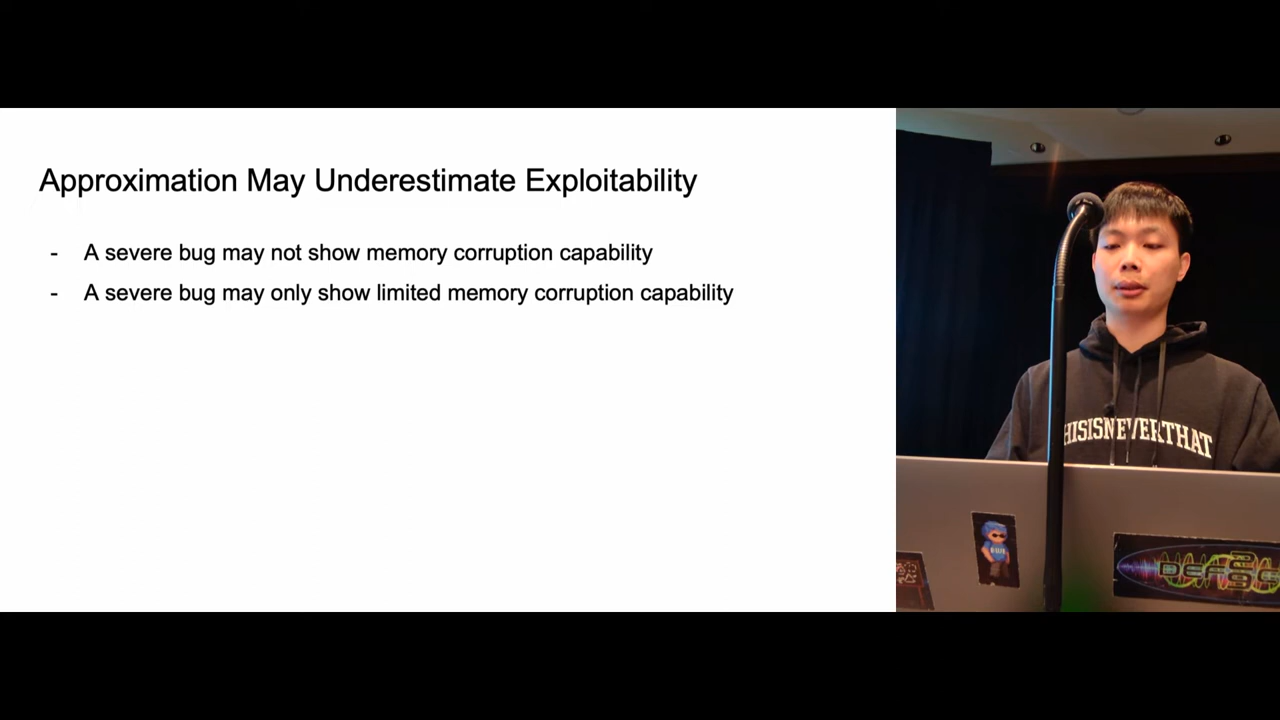 Approximation May Underestimate Exploitability
- A severe bug may not show memory corruption capability
- A severe bug may only show limited memory corruption capability
HISISNEVERTHAT